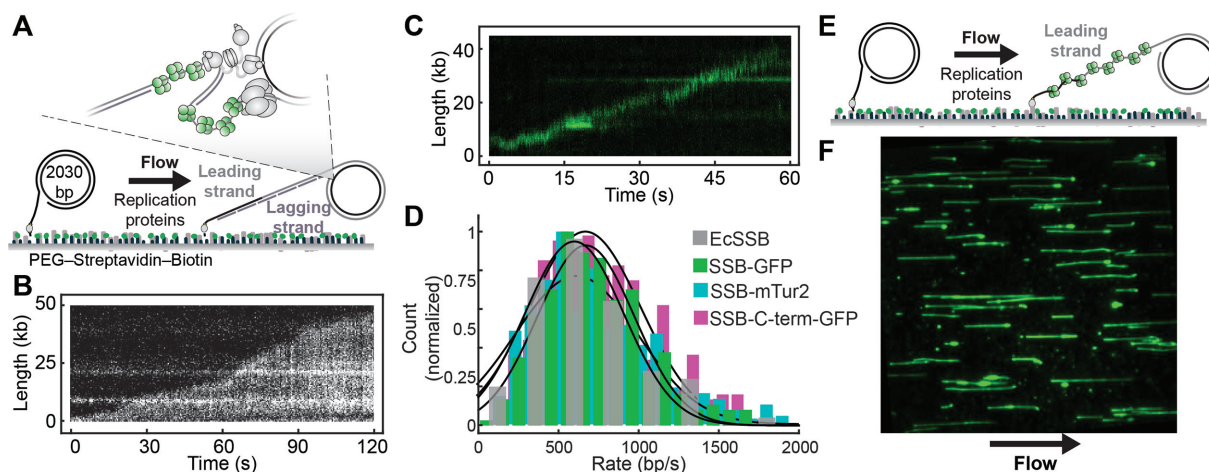 A
2030
bp
Flow
Replication
proteins
Leading
strand
Lagging
strand
PEG–Streptavidin–Biotin
B
Length (kb)
50
25
0
0 30 60 90 120
Time (s)
C
Length (kb)
40
20
0
0 15 30 45 60
Time (s)
D
Count
(normalized)
1
0.75
0.5
0.25
0
EcSSB
SSB-GFP
SSB-mTur2
SSB-C-term-GFP
0 500 1000 1500 2000
Rate (bp/s)
E
Flow
Replication
proteins
Leading
strand
F
Flow